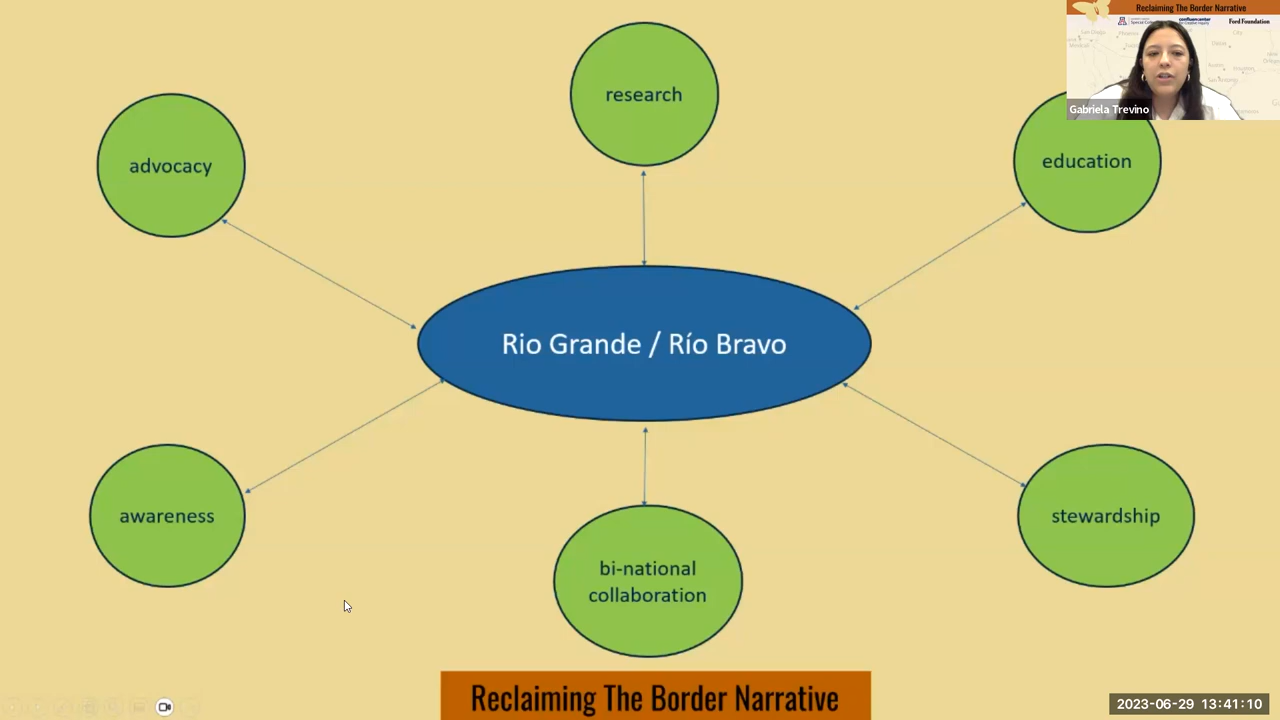 Reclaiming The Border Narrative
Ford Foundation
Gabriela Trevino
research
advocacy
education
Rio Grande / Río Bravo
awareness
stewardship
bi-national
collaboration
Reclaiming The Border Narrative
2023-06-29 13:41:10